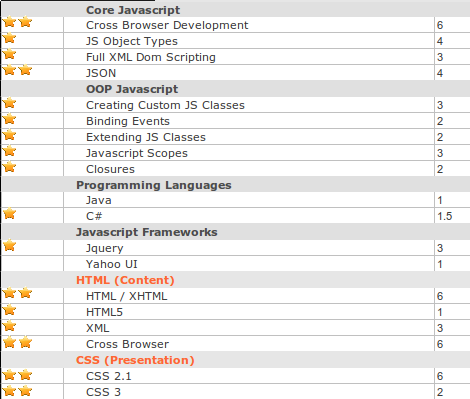 Core Javascript
Cross Browser Development 6
JS Object Types 4
Full XML Dom Scripting 3
JSON 4
OOP Javascript
Creating Custom JS Classes 3
Binding Events 2
Extending JS Classes 2
Javascript Scopes 3
Closures 2
Programming Languages
Java 1
C# 1.5
Javascript Frameworks
Jquery 3
Yahoo UI 1
HTML (Content)
HTML / XHTML 6
HTML5 1
XML 3
Cross Browser 6
CSS (Presentation)
CSS 2.1 6
CSS 3 2